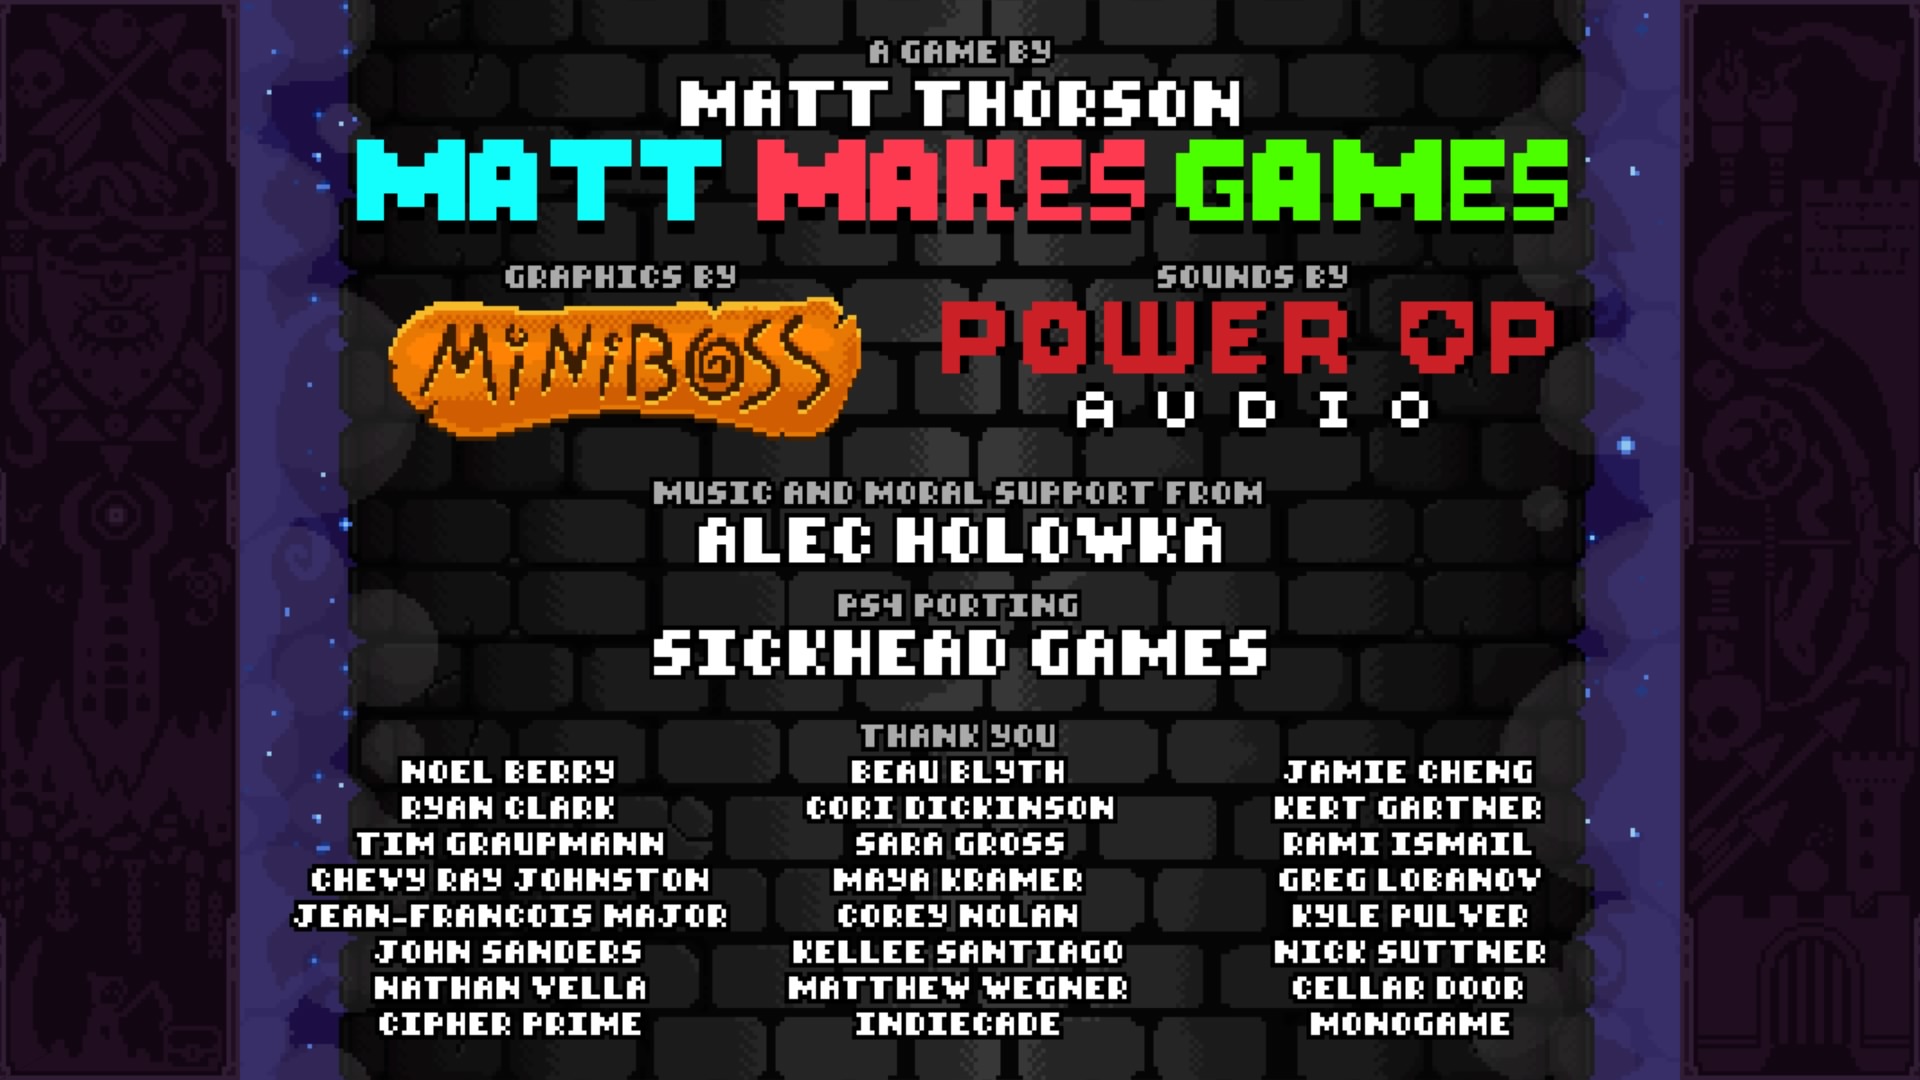 A GAME BY
MATT THORSON
MATT MAKES GAMES
GRAPHICS BY
MINIBOSS
SOUNDS BY
POWER UP
AUDIO
MUSIC AND MORAL SUPPORT FROM
ALEC HOLOWKA
PS4 PORTING
SICKHEAD GAMES
THANK YOU
NOEL BERRY BEAU BLYTH JAMIE CHENG
RYAN CLARK CORI DICKINSON KERT GARTNER
TIM GRAUPMANN SARA GROSS RAMI ISMAIL
CHEVY RAY JOHNSTON MAYA KRAMER GREG LOBANOV
JEAN-FRANCOIS MAJOR COREY NOLAN KYLE PULVER
JOHN SANDERS KELLEE SANTIAGO NICK SUTTNER
NATHAN VELLA MATTHEW WEGNER CELLAR DOOR
CIPHER PRIME INDIECADE MONOGAME